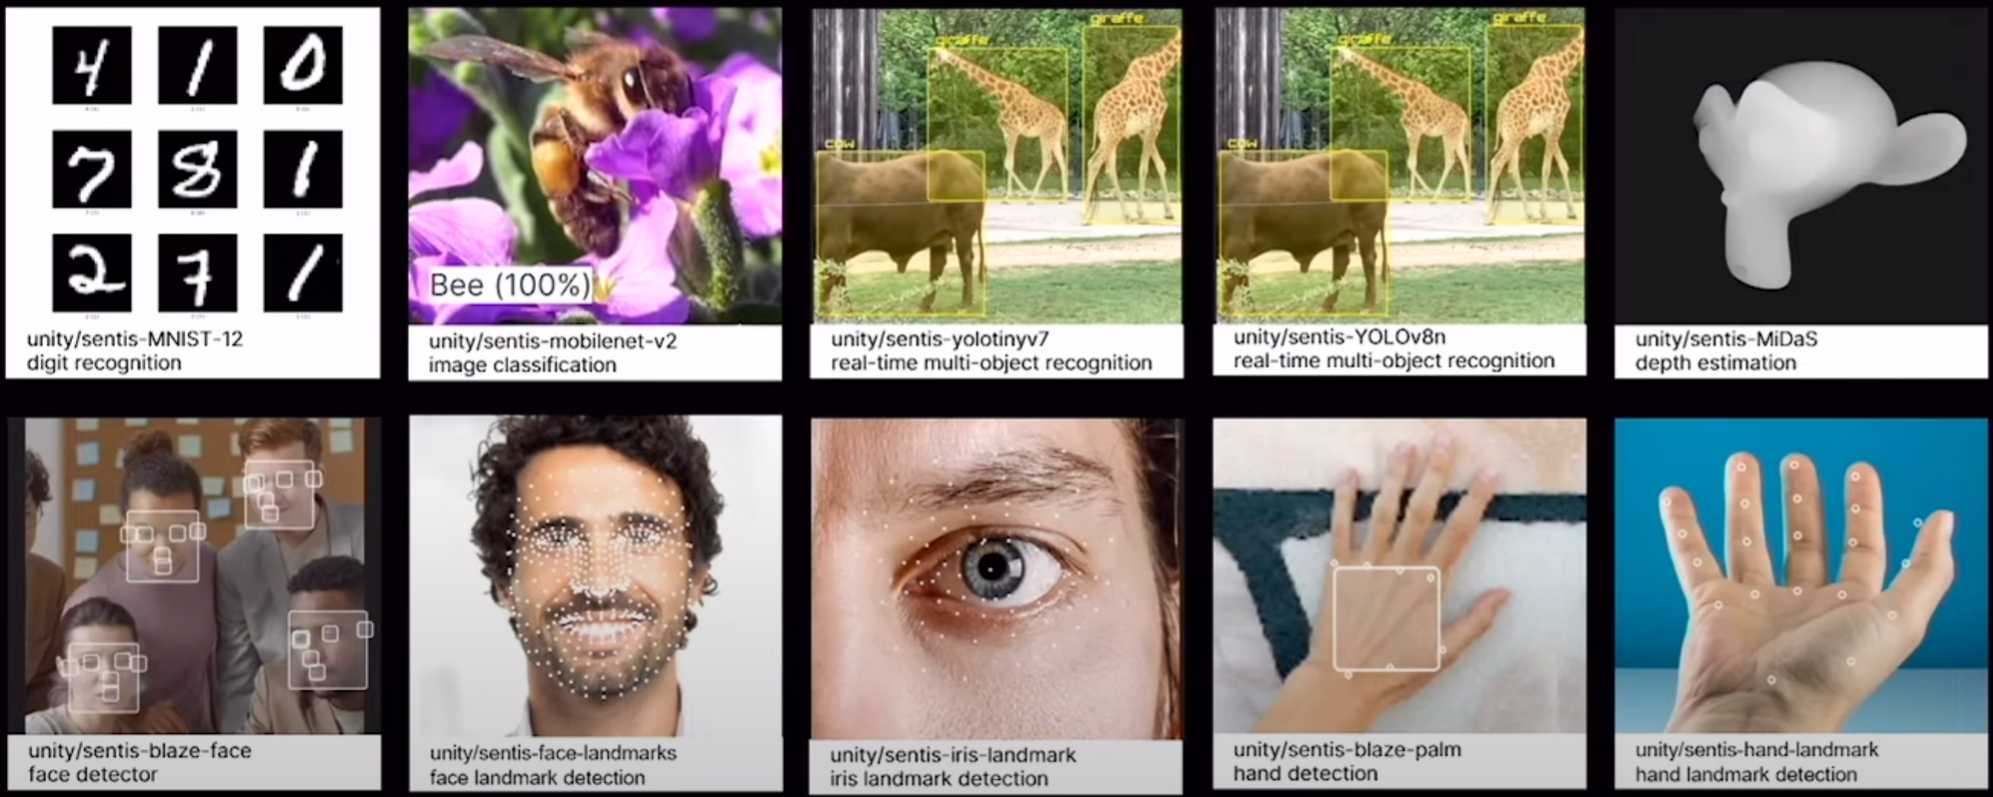 4 1 0
7 8 1
2 7 1
unity/sentis-MNIST-12
digit recognition
Bee (100%)
unity/sentis-mobilenet-v2
image classification
giraffe
giraffe
cow
unity/sentis-yolotinyv7
real-time multi-object recognition
giraffe
giraffe
cow
unity/sentis-YOLOv8n
real-time multi-object recognition
unity/sentis-MiDaS
depth estimation
unity/sentis-blaze-face
face detector
unity/sentis-face-landmarks
face landmark detection
unity/sentis-iris-landmark
iris landmark detection
unity/sentis-blaze-palm
hand detection
unity/sentis-hand-landmark
hand landmark detection